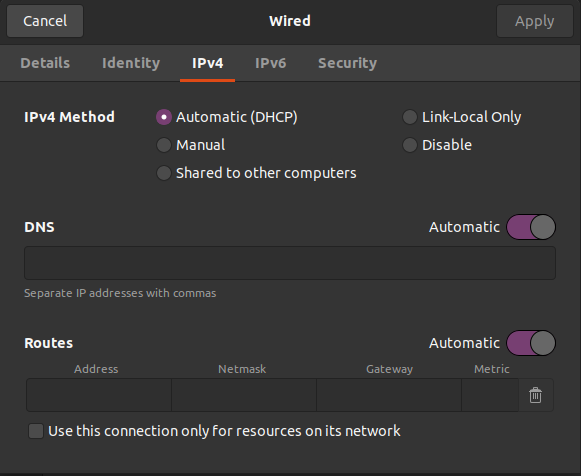 Cancel Wired Apply
Details Identity IPv4 IPv6 Security
IPv4 Method Automatic (DHCP) Link-Local Only
Manual Disable
Shared to other computers
DNS Automatic
Separate IP addresses with commas
Routes Automatic
Address Netmask Gateway Metric
Use this connection only for resources on its network